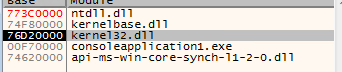 Base Module
773C0000 ntdll.dll
74F80000 kernelbase.dll
76D20000 kernel32.dll
00F70000 consoleapplication1.exe
74620000 api-ms-win-core-synch-l1-2-0.dll